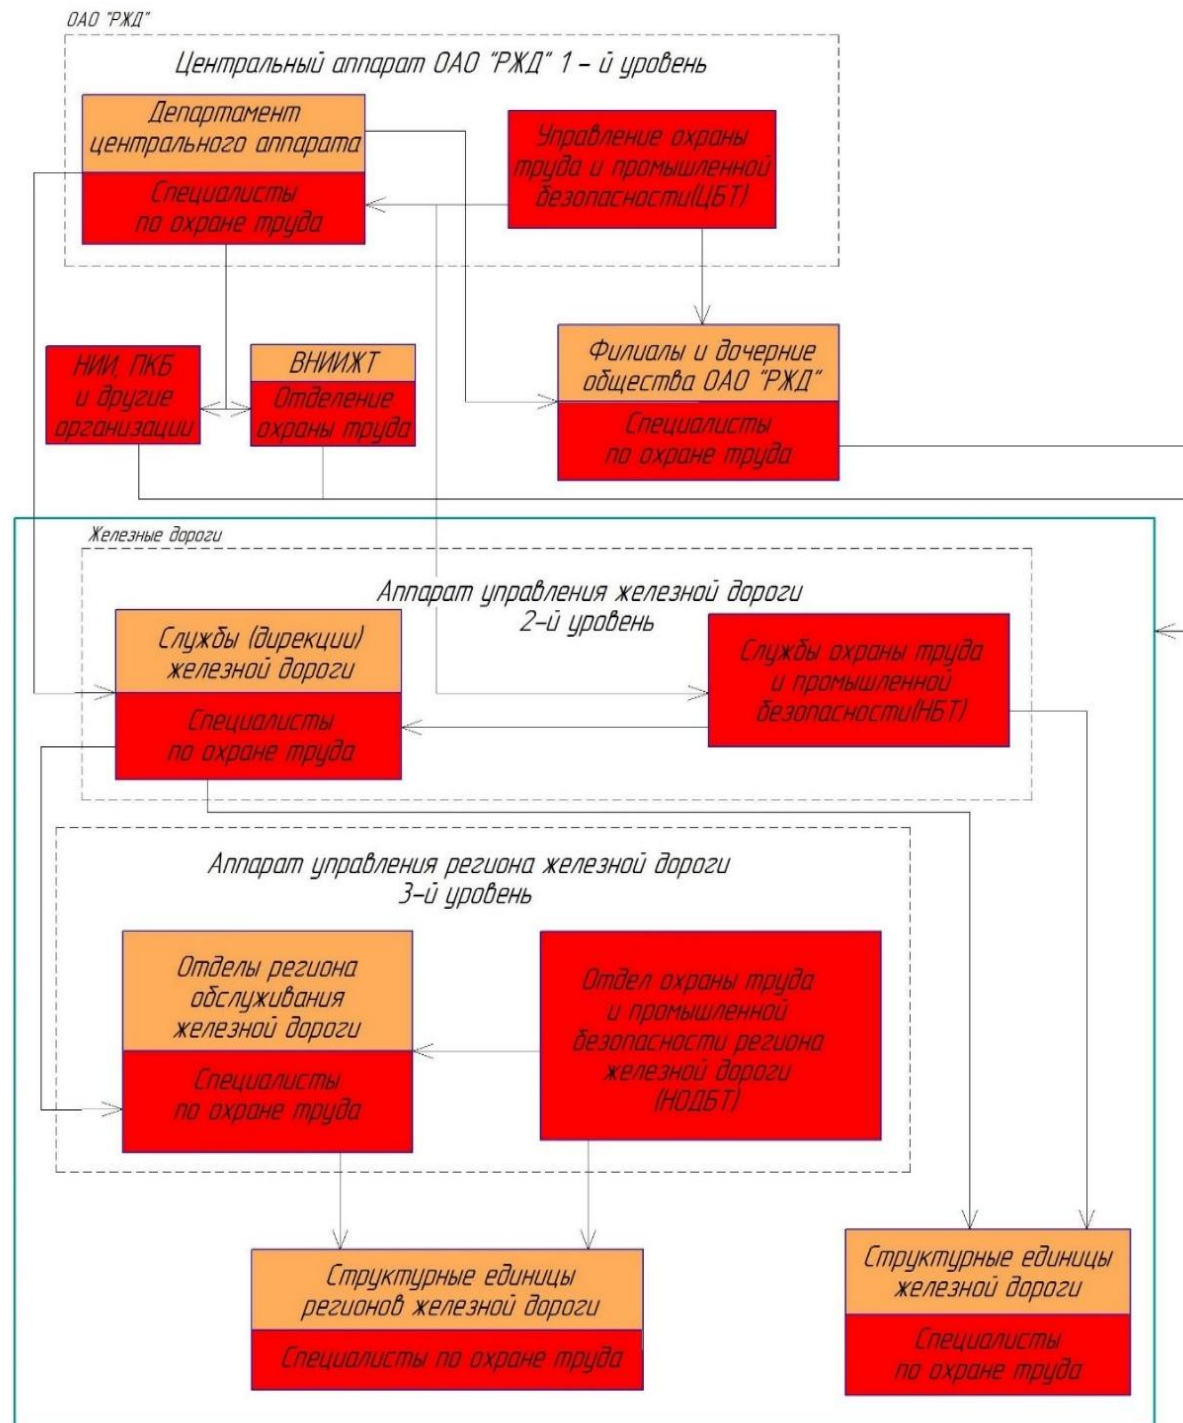 ОАО "РЖД"
Центральный аппарат ОАО "РЖД" 1 - й уровень
Департамент
центрального аппарата
Специалисты
по охране труда
Управление охраны
труда и промышленной
безопасности(ЦБТ)
НИИ, ПКБ
и другие
организации
ВНИИЖТ
Отделение
охраны труда
Филиалы и дочерние
общества ОАО "РЖД"
Специалисты
по охране труда
Железные дороги
Аппарат управления железной дороги
2-й уровень
Службы (дирекции)
железной дороги
Специалисты
по охране труда
Службы охраны труда
и промышленной
безопасности(НБТ)
Аппарат управления региона железной дороги
3-й уровень
Отделы региона
обслуживания
железной дороги
Специалисты
по охране труда
Отдел охраны труда
и промышленной
безопасности региона
железной дороги
(НОДБТ)
Структурные единицы
регионов железной дороги
Специалисты по охране труда
Структурные единицы
железной дороги
Специалисты
по охране труда